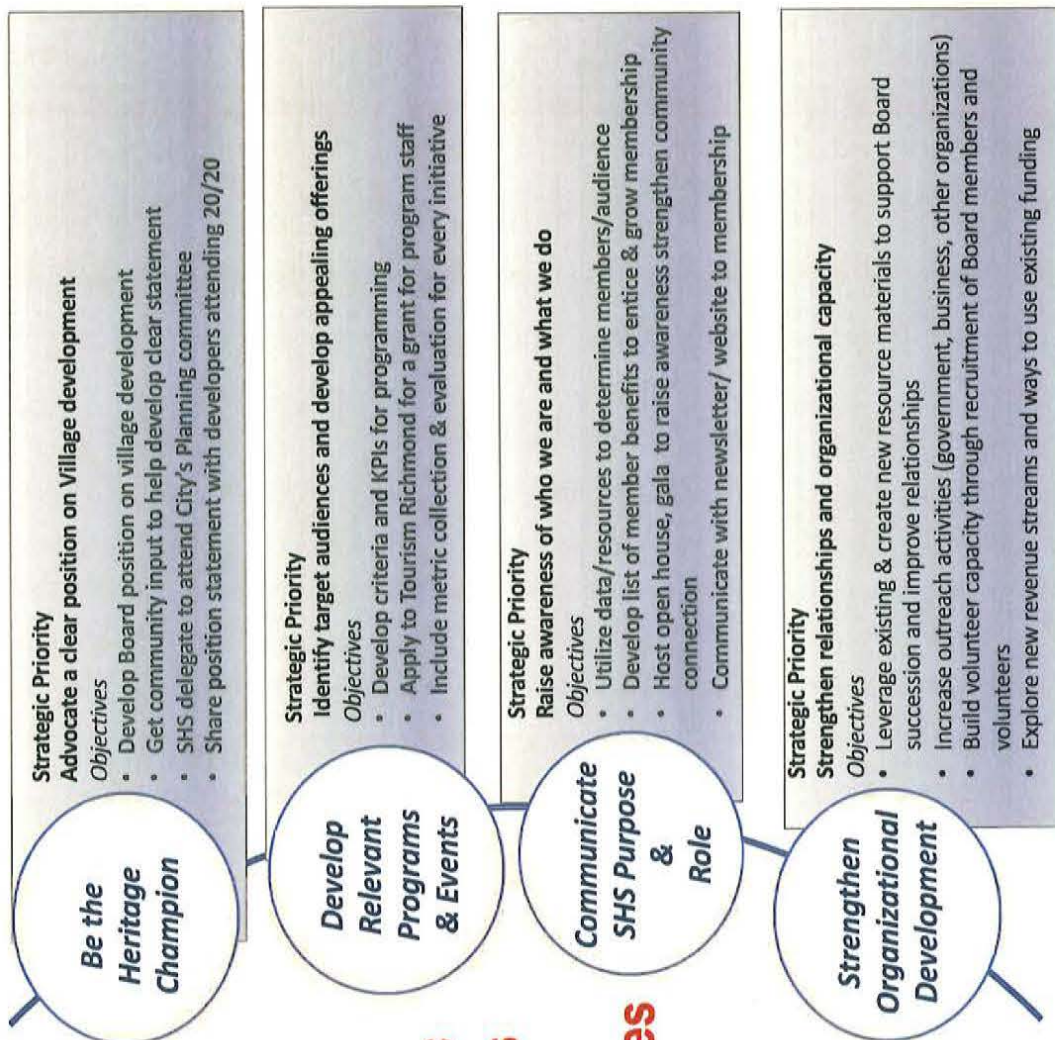 Be the
Heritage
Champion
Strategic Priority
Advocate a clear position on Village development
Objectives
• Develop Board position on village development
• Get community input to help develop clear statement
• SHS delegate to attend City's Planning committee
• Share position statement with developers attending 20/20
Develop
Relevant
Programs
& Events
Strategic Priority
Identify target audiences and develop appealing offerings
Objectives
• Develop criteria and KPIs for programming
• Apply to Tourism Richmond for a grant for program staff
• Include metric collection & evaluation for every initiative
Communicate
SHS Purpose
&
Role
Strategic Priority
Raise awareness of who we are and what we do
Objectives
• Utilize data/resources to determine members/audience
• Develop list of member benefits to entice & grow membership
• Host open house, gala to raise awareness strengthen community
connection
• Communicate with newsletter/ website to membership
Strengthen
Organizational
Development
Strategic Priority
Strengthen relationships and organizational capacity
Objectives
• Leverage existing & create new resource materials to support Board
succession and improve relationships
• Increase outreach activities (government, business, other organizations)
• Build volunteer capacity through recruitment of Board members and
volunteers
• Explore new revenue streams and ways to use existing funding